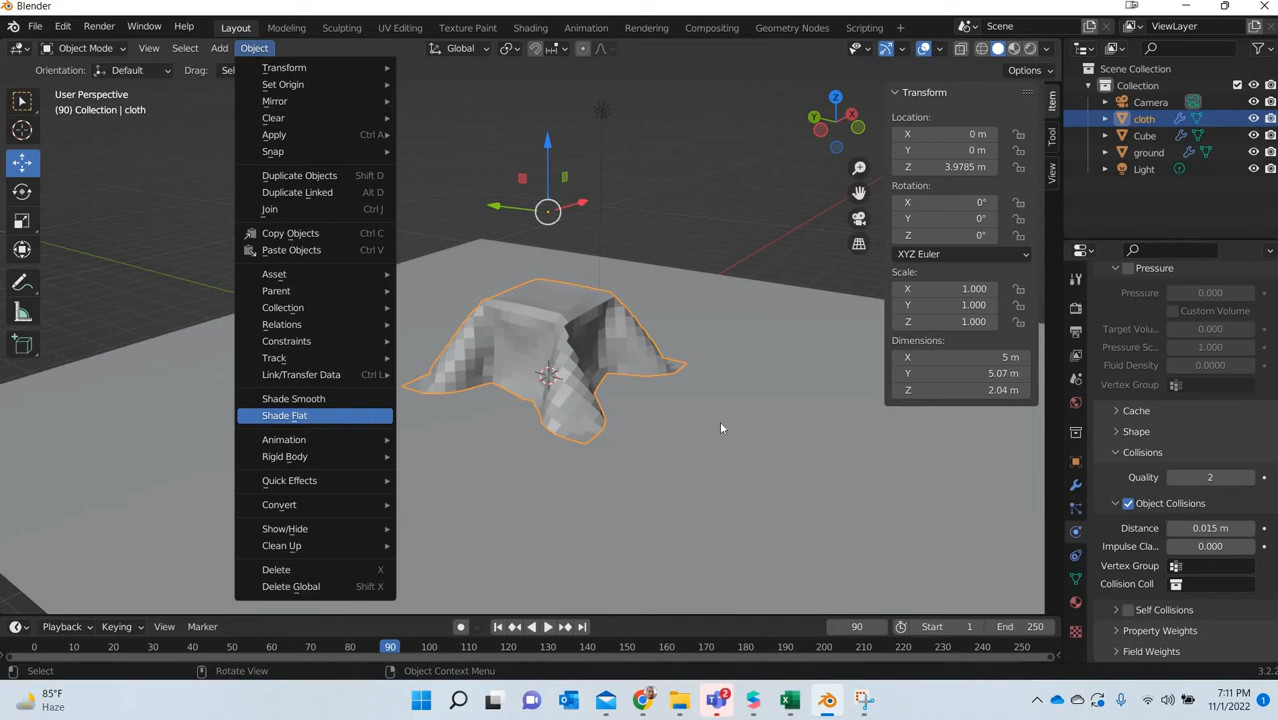 Blender
File Edit Render Window Help Layout Modeling Sculpting UV Editing Texture Paint Shading Animation Rendering Compositing Geometry Nodes Scripting Scene ViewLayer
Object Mode View Select Add Object Global
Orientation: Default Drag: Sel Options
User Perspective
(90) Collection | cloth
Transform
Set Origin
Mirror
Clear
Apply Ctrl A
Snap
Duplicate Objects Shift D
Duplicate Linked Alt D
Join Ctrl J
Copy Objects Ctrl C
Paste Objects Ctrl V
Asset
Parent
Collection
Relations
Constraints
Track
Link/Transfer Data Ctrl L
Shade Smooth
Shade Flat
Animation
Rigid Body
Quick Effects
Convert
Show/Hide
Clean Up
Delete X
Delete Global Shift X
Z
X
Y
Transform
Location:
X 0 m
Y 0 m
Z 3.9785 m
Rotation:
X 0°
Y 0°
Z 0°
XYZ Euler
Scale:
X 1.000
Y 1.000
Z 1.000
Dimensions:
X 5 m
Y 5.07 m
Z 2.04 m
Item
Tool
View
Scene Collection
Collection
Camera
cloth
Cube
ground
Light
Pressure
Pressure 0.000
Custom Volume
Target Volum 0.000
Pressure Sc... 1.000
Fluid Density 0.000
Vertex Group
Cache
Shape
Collisions
Quality 2
Object Collisions
Distance 0.015 m
Impulse Cla... 0.000
Vertex Group
Collision Coll
Self Collisions
Property Weights
Field Weights
Playback Keying View Marker 90 Start 1 End 250
0 10 20 30 40 50 60 70 80 90 100 110 120 130 140 150 160 170 180 190 200 210 220 230 240 250
Select Rotate View Object Context Menu 3.2.2
85°F
Haze
2
7:11 PM
11/1/2022
1